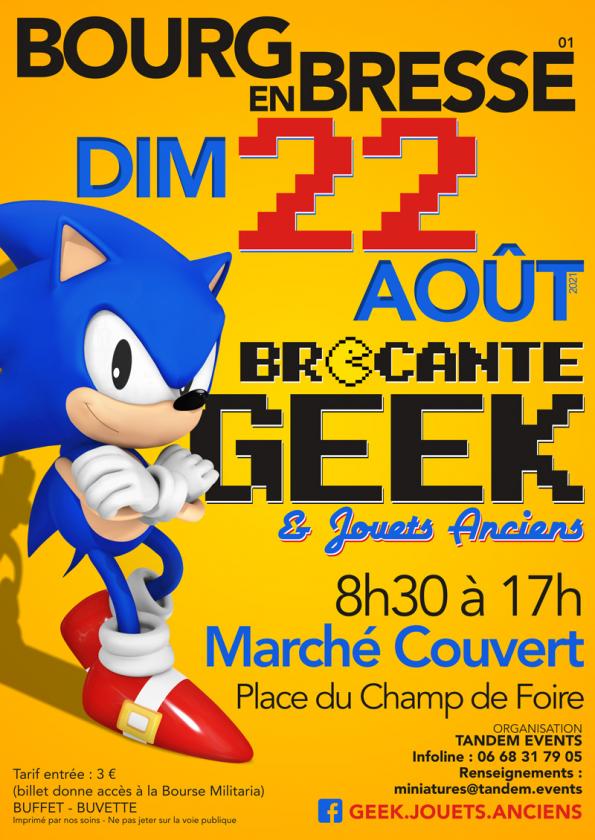 BOURG
01
EN BRESSE
DIM 22
AOÛT
2021
BROCANTE
GEEK
& Jouets Anciens
8h30 à 17h
Marché Couvert
Place du Champ de Foire
ORGANISATION
TANDEM EVENTS
Infoline : 06 68 31 79 05
Renseignements :
miniatures@tandem.events
GEEK.JOUETS.ANCIENS
Tarif entrée : 3 €
(billet donne accès à la Bourse Militaria)
BUFFET - BUVETTE
Imprimé par nos soins - Ne pas jeter sur la voie publique